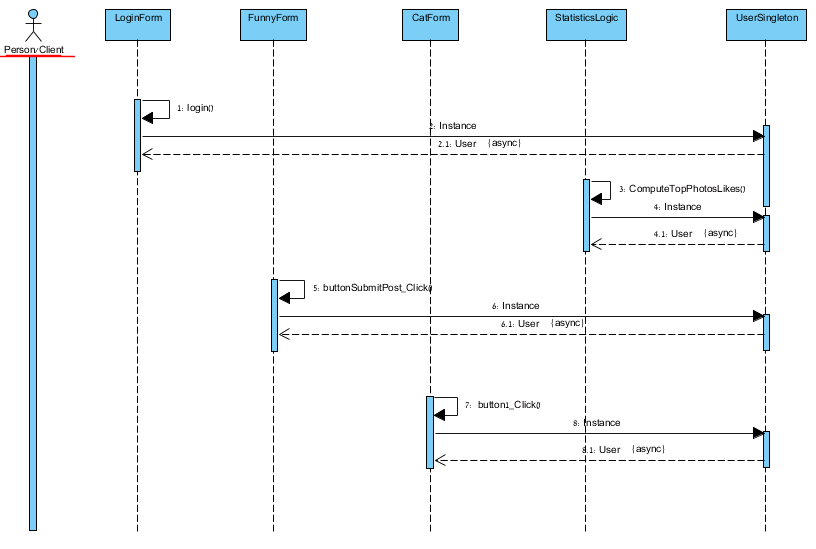 LoginForm FunnyForm CatForm StatisticsLogic UserSingleton
Person/Client
1: login()
2: Instance
2.1: User {async}
3: ComputeTopPhotosLikes()
4: Instance
4.1: User {async}
5: buttonSubmitPost_Click()
6: Instance
6.1: User {async}
7: button1_Click()
8: Instance
8.1: User {async}